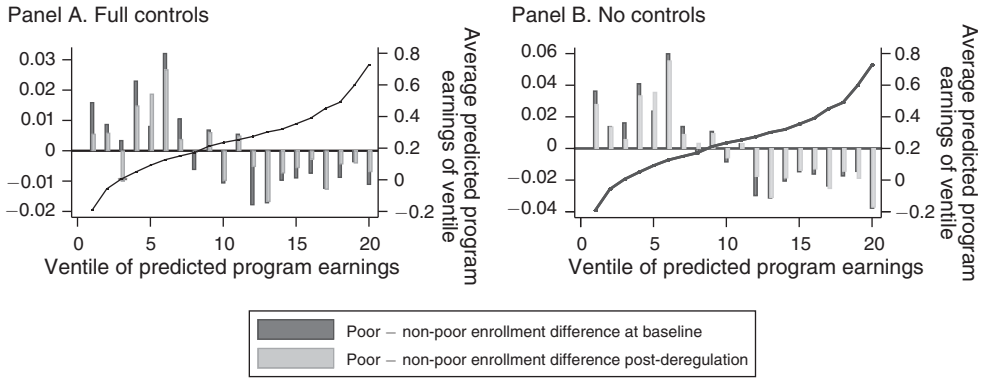 Panel A. Full controls
0.03
0.02
0.01
0
−0.01
−0.02
0.8
0.6
0.4
0.2
0
−0.2
Average predicted program
earnings of ventile
0 5 10 15 20
Ventile of predicted program earnings
Panel B. No controls
0.06
0.04
0.02
0
−0.02
−0.04
0.8
0.6
0.4
0.2
0
−0.2
Average predicted program
earnings of ventile
0 5 10 15 20
Ventile of predicted program earnings
Poor − non-poor enrollment difference at baseline
Poor − non-poor enrollment difference post-deregulation